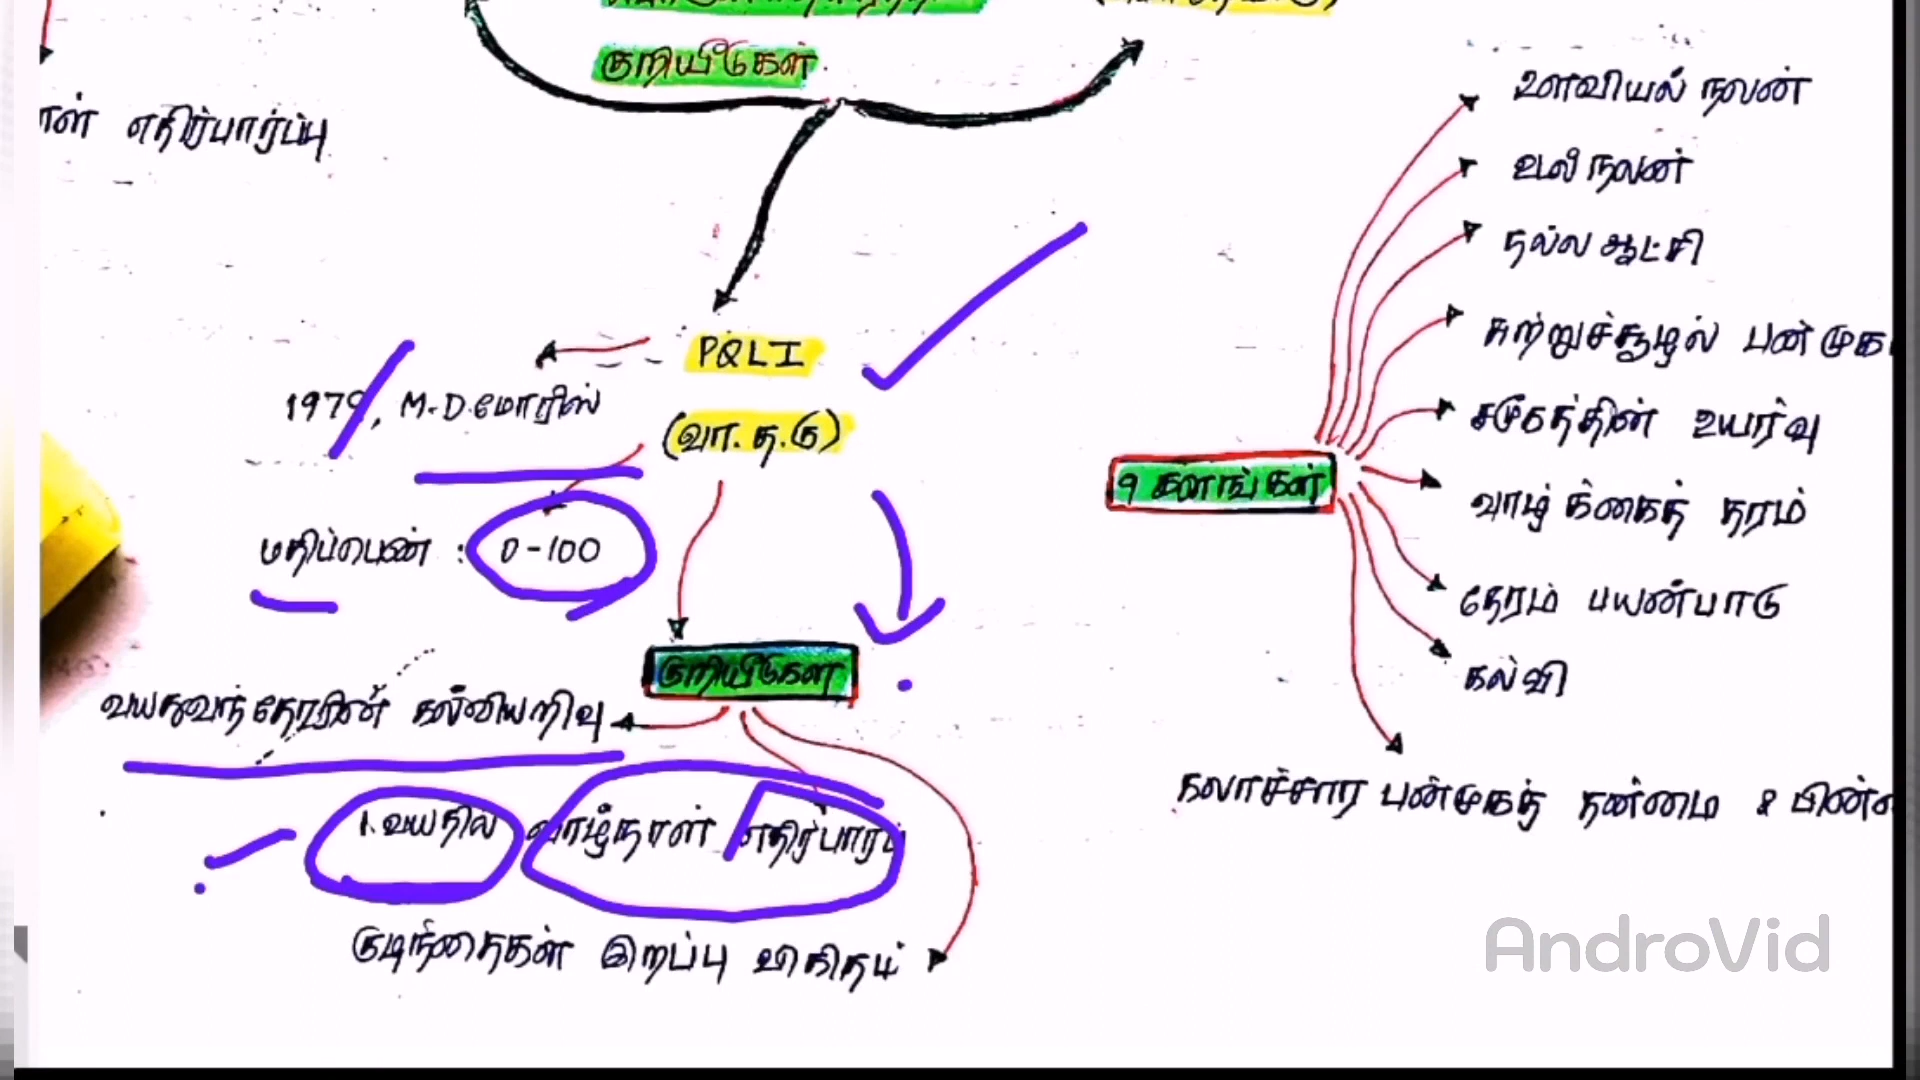 குறியீடுகள்
எதிர்பார்ப்பு
PQLI
(வா.த.கு)
1979, M.D.மோரிஸ்
மதிப்பெண் : 0-100
குறியீடுகள்
வயதுவந்தோரின் கல்வியறிவு
1.வயதில் வாழ்நாள் எதிர்பார்ப்
குழந்தைகள் இறப்பு விகிதம்
9 களங்கள்
உளவியல் நலன்
உடல் நலன்
நல்ல ஆட்சி
சுற்றுச்சூழல் பன்முக
சமூகத்தின் உயர்வு
வாழ்க்கைத் தரம்
நேரம் பயன்பாடு
கல்வி
கலாச்சார பன்முகத் தன்மை &
AndroVid